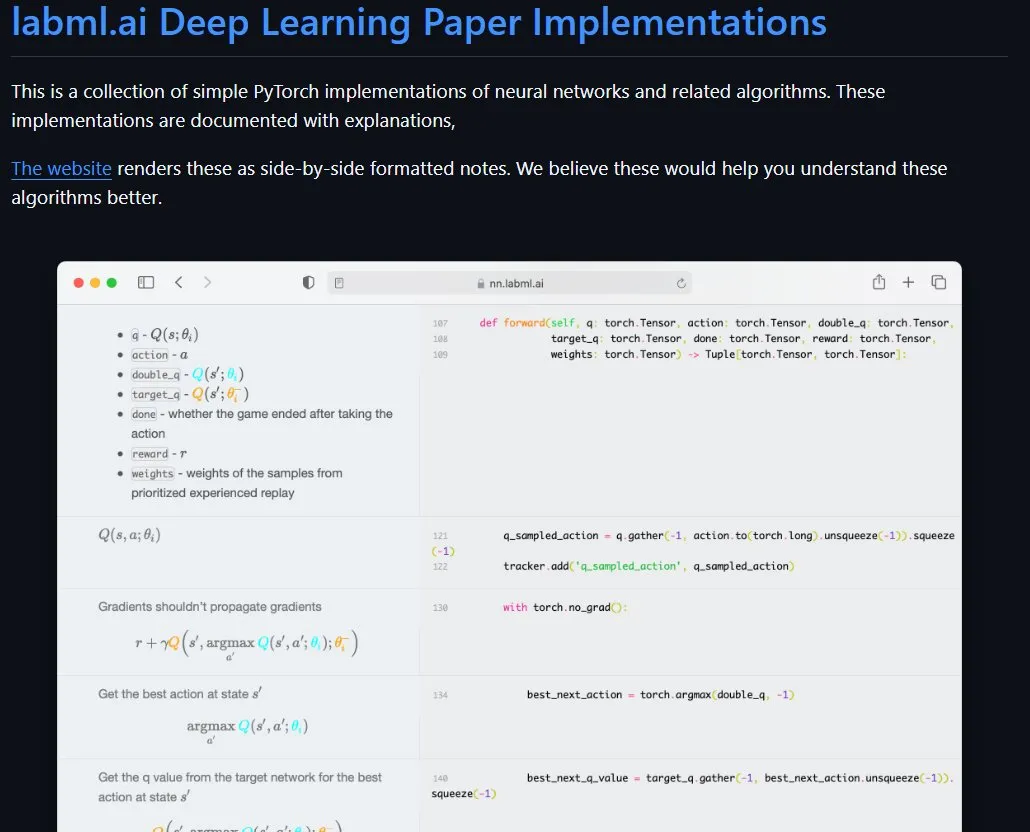 labml.ai Deep Learning Paper Implementations
This is a collection of simple PyTorch implementations of neural networks and related algorithms. These
implementations are documented with explanations,
The website renders these as side-by-side formatted notes. We believe these would help you understand these
algorithms better.
nn.labml.ai
q - Q(s;θᵢ)
action - a
double_q - Q(s′;θᵢ)
target_q - Q(s′;θᵢ⁻)
done - whether the game ended after taking the
action
reward - r
weights - weights of the samples from
prioritized experienced replay
107 def forward(self, q: torch.Tensor, action: torch.Tensor, double_q: torch.Tensor,
108 target_q: torch.Tensor, done: torch.Tensor, reward: torch.Tensor,
109 weights: torch.Tensor) -> Tuple[torch.Tensor, torch.Tensor]:
Q(s, a; θᵢ)
121 q_sampled_action = q.gather(-1, action.to(torch.long).unsqueeze(-1)).squeeze
(-1)
122 tracker.add('q_sampled_action', q_sampled_action)
Gradients shouldn't propagate gradients
r + γQ(s′, argmax Q(s′, a′; θᵢ); θᵢ⁻)
a′
130 with torch.no_grad():
Get the best action at state s′
argmax Q(s′, a′; θᵢ)
a′
134 best_next_action = torch.argmax(double_q, -1)
Get the q value from the target network for the best
action at state s′
140 best_next_q_value = target_q.gather(-1, best_next_action.unsqueeze(-1)).
squeeze(-1)